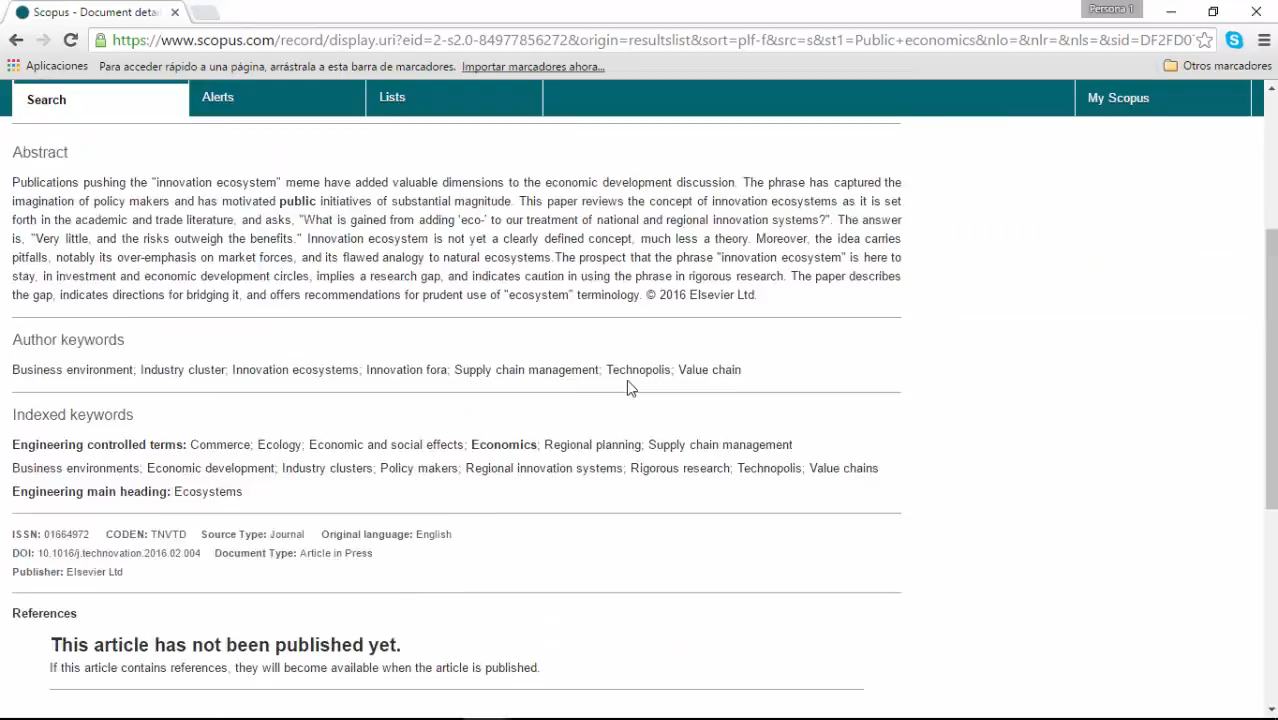 Scopus - Document deta
Persona 1
https://www.scopus.com/record/display.uri?eid=2-s2.0-84977856272&origin=resultslist&sort=plf-f&src=s&st1=Public+economics&nlo=&nlr=&nls=&sid=DF2FD0
Aplicaciones Para acceder rápido a una página, arrástrala a esta barra de marcadores. Importar marcadores ahora... Otros marcadores
Search Alerts Lists My Scopus
Abstract
Publications pushing the "innovation ecosystem" meme have added valuable dimensions to the economic development discussion. The phrase has captured the
imagination of policy makers and has motivated public initiatives of substantial magnitude. This paper reviews the concept of innovation ecosystems as it is set
forth in the academic and trade literature, and asks, "What is gained from adding 'eco-' to our treatment of national and regional innovation systems?". The answer
is, "Very little, and the risks outweigh the benefits." Innovation ecosystem is not yet a clearly defined concept, much less a theory. Moreover, the idea carries
pitfalls, notably its over-emphasis on market forces, and its flawed analogy to natural ecosystems.The prospect that the phrase "innovation ecosystem" is here to
stay, in investment and economic development circles, implies a research gap, and indicates caution in using the phrase in rigorous research. The paper describes
the gap, indicates directions for bridging it, and offers recommendations for prudent use of "ecosystem" terminology. © 2016 Elsevier Ltd.
Author keywords
Business environment; Industry cluster; Innovation ecosystems; Innovation fora; Supply chain management; Technopolis; Value chain
Indexed keywords
Engineering controlled terms: Commerce; Ecology; Economic and social effects; Economics; Regional planning; Supply chain management
Business environments; Economic development; Industry clusters; Policy makers; Regional innovation systems; Rigorous research; Technopolis; Value chains
Engineering main heading: Ecosystems
ISSN: 01664972 CODEN: TNVTD Source Type: Journal Original language: English
DOI: 10.1016/j.technovation.2016.02.004 Document Type: Article in Press
Publisher: Elsevier Ltd
References
This article has not been published yet.
If this article contains references, they will become available when the article is published.